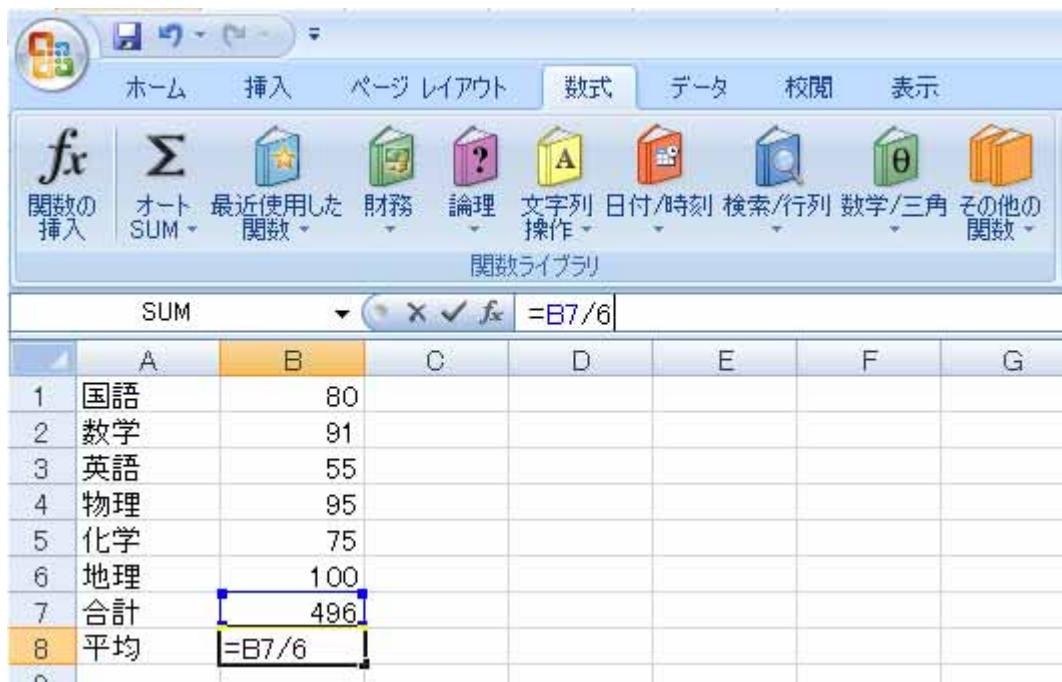 ホーム 挿入 ページ レイアウト 数式 データ 校閲 表示
fx Σ ? A θ
関数の オート 最近使用した 財務 論理 文字列 日付/時刻 検索/行列 数学/三角 その他の
挿入 SUM 関数 操作 関数
関数ライブラリ
SUM fx =B7/6
A B C D E F G
1 国語 80
2 数学 91
3 英語 55
4 物理 95
5 化学 75
6 地理 100
7 合計 496
8 平均 =B7/6